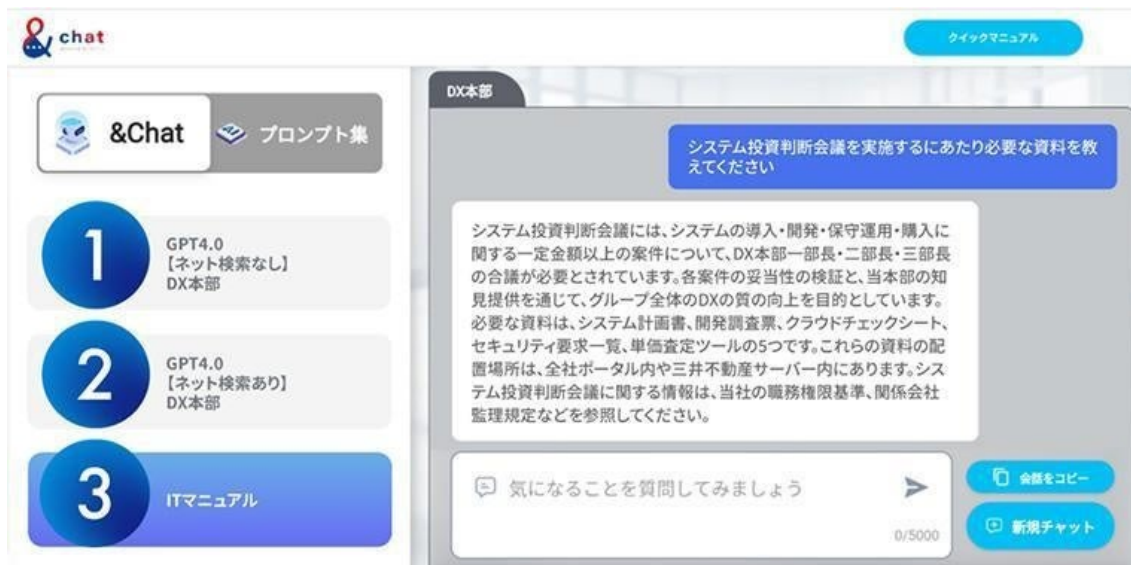 & chat
クイックマニュアル
&Chat
プロンプト集
1
GPT4.0
【ネット検索なし】
DX本部
2
GPT4.0
【ネット検索あり】
DX本部
3
ITマニュアル
DX本部
システム投資判断会議を実施するにあたり必要な資料を教
えてください
システム投資判断会議には、システムの導入・開発・保守運用・購入に
関する一定金額以上の案件について、DX本部一部長・二部長・三部長
の合議が必要とされています。各案件の妥当性の検証と、当本部の知
見提供を通じて、グループ全体のDXの質の向上を目的としています。
必要な資料は、システム計画書、開発調査票、クラウドチェックシート、
セキュリティ要求一覧、単価査定ツールの5つです。これらの資料の配
置場所は、全社ポータル内や三井不動産サーバー内にあります。シス
テム投資判断会議に関する情報は、当社の職務権限基準、関係会社
監理規定などを参照してください。
気になることを質問してみましょう
0/5000
会話をコピー
新規チャット